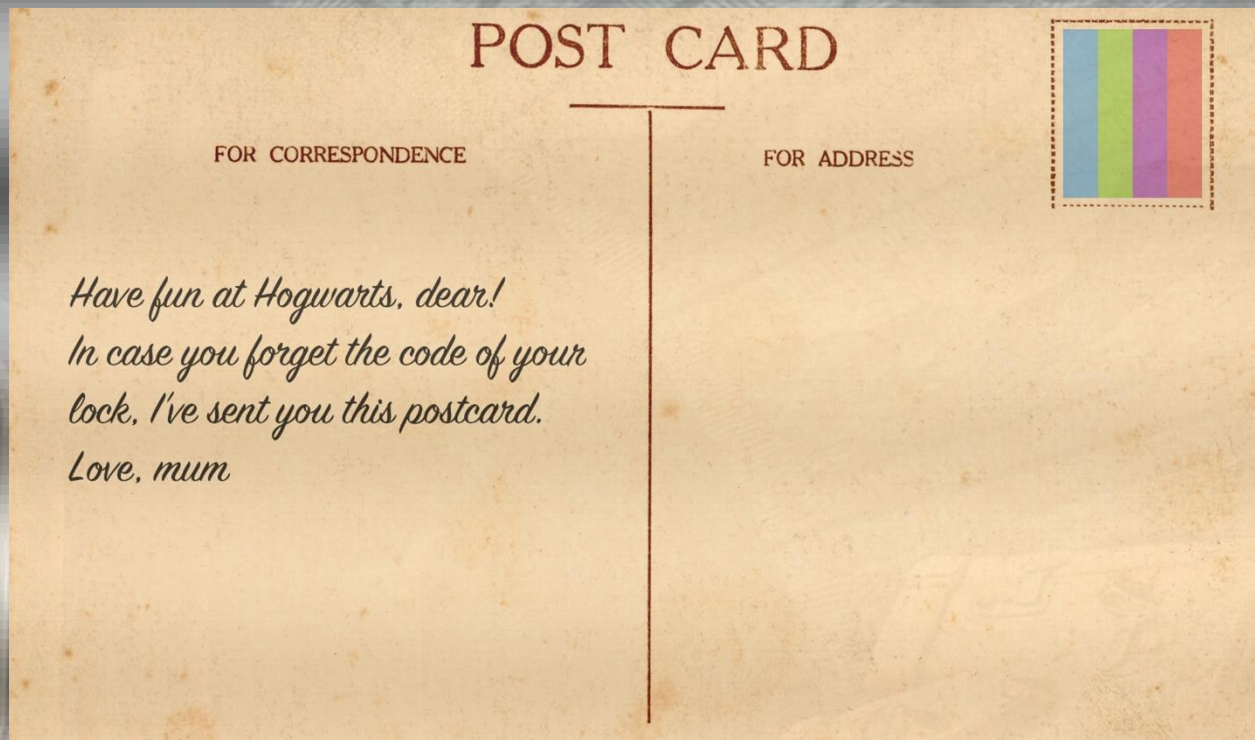 POST CARD
FOR CORRESPONDENCE
FOR ADDRESS
Have fun at Hogwarts, dear!
In case you forget the code of your
lock, I've sent you this postcard.
Love, mum